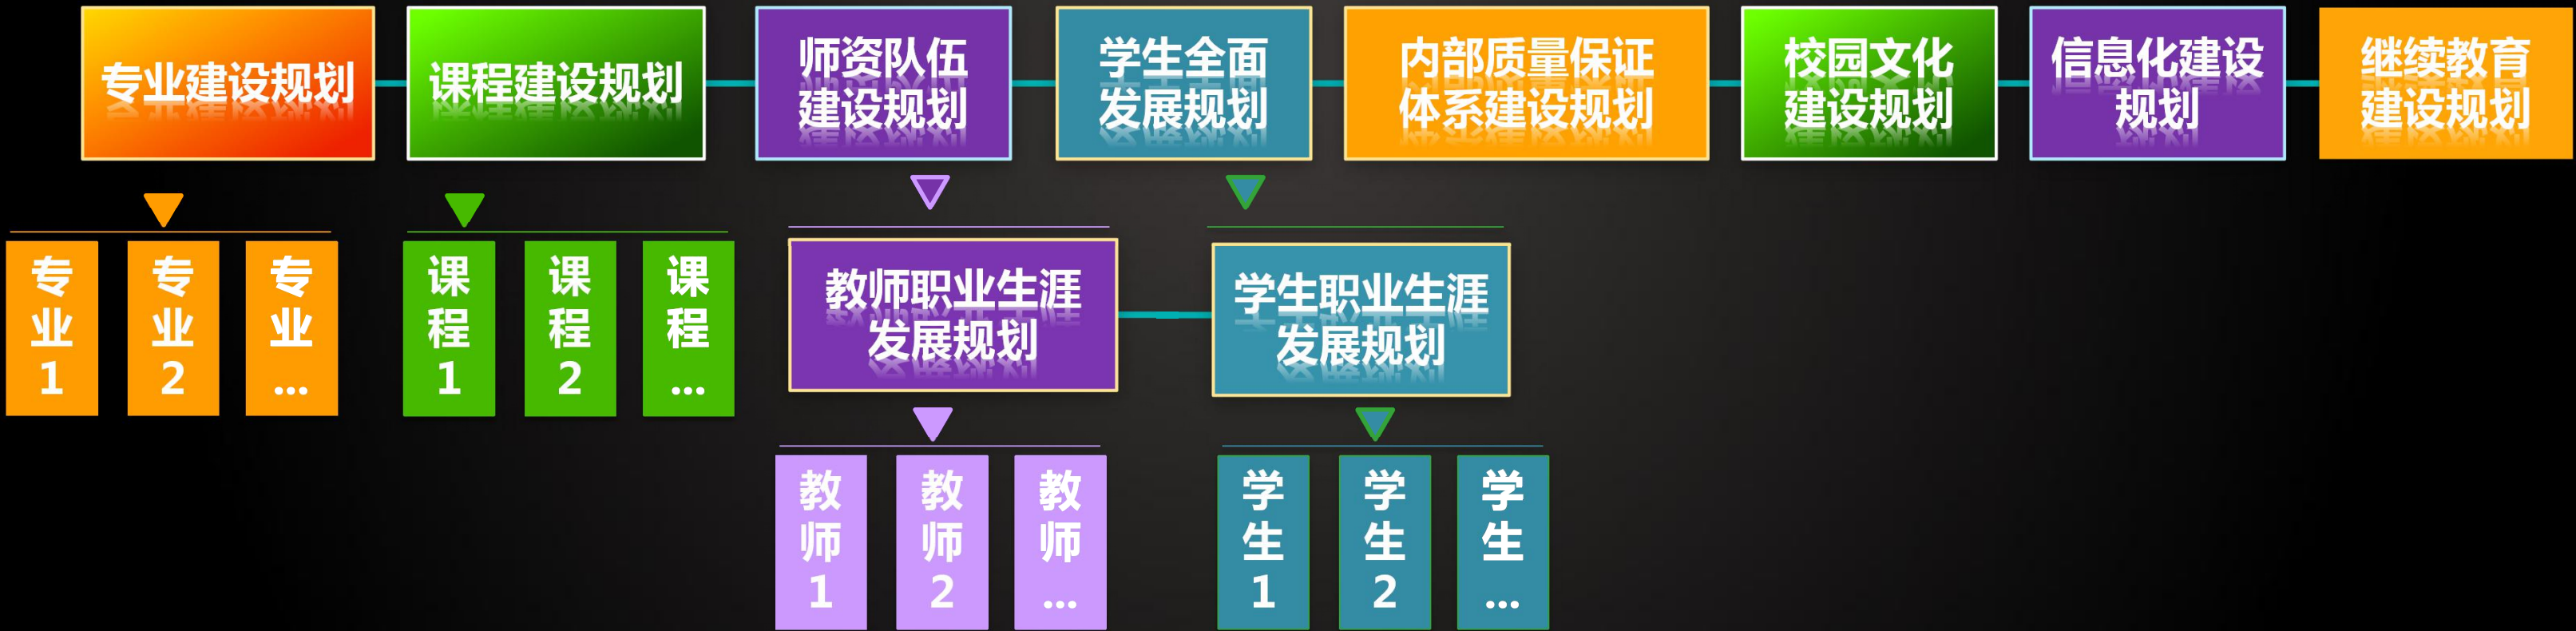 专业建设规划
课程建设规划
师资队伍
建设规划
学生全面
发展规划
内部质量保证
体系建设规划
校园文化
建设规划
信息化建设
规划
继续教育
建设规划
专业1
专业2
专业...
课程1
课程2
课程...
教师职业生涯
发展规划
学生职业生涯
发展规划
教师1
教师2
教师...
学生1
学生2
学生...